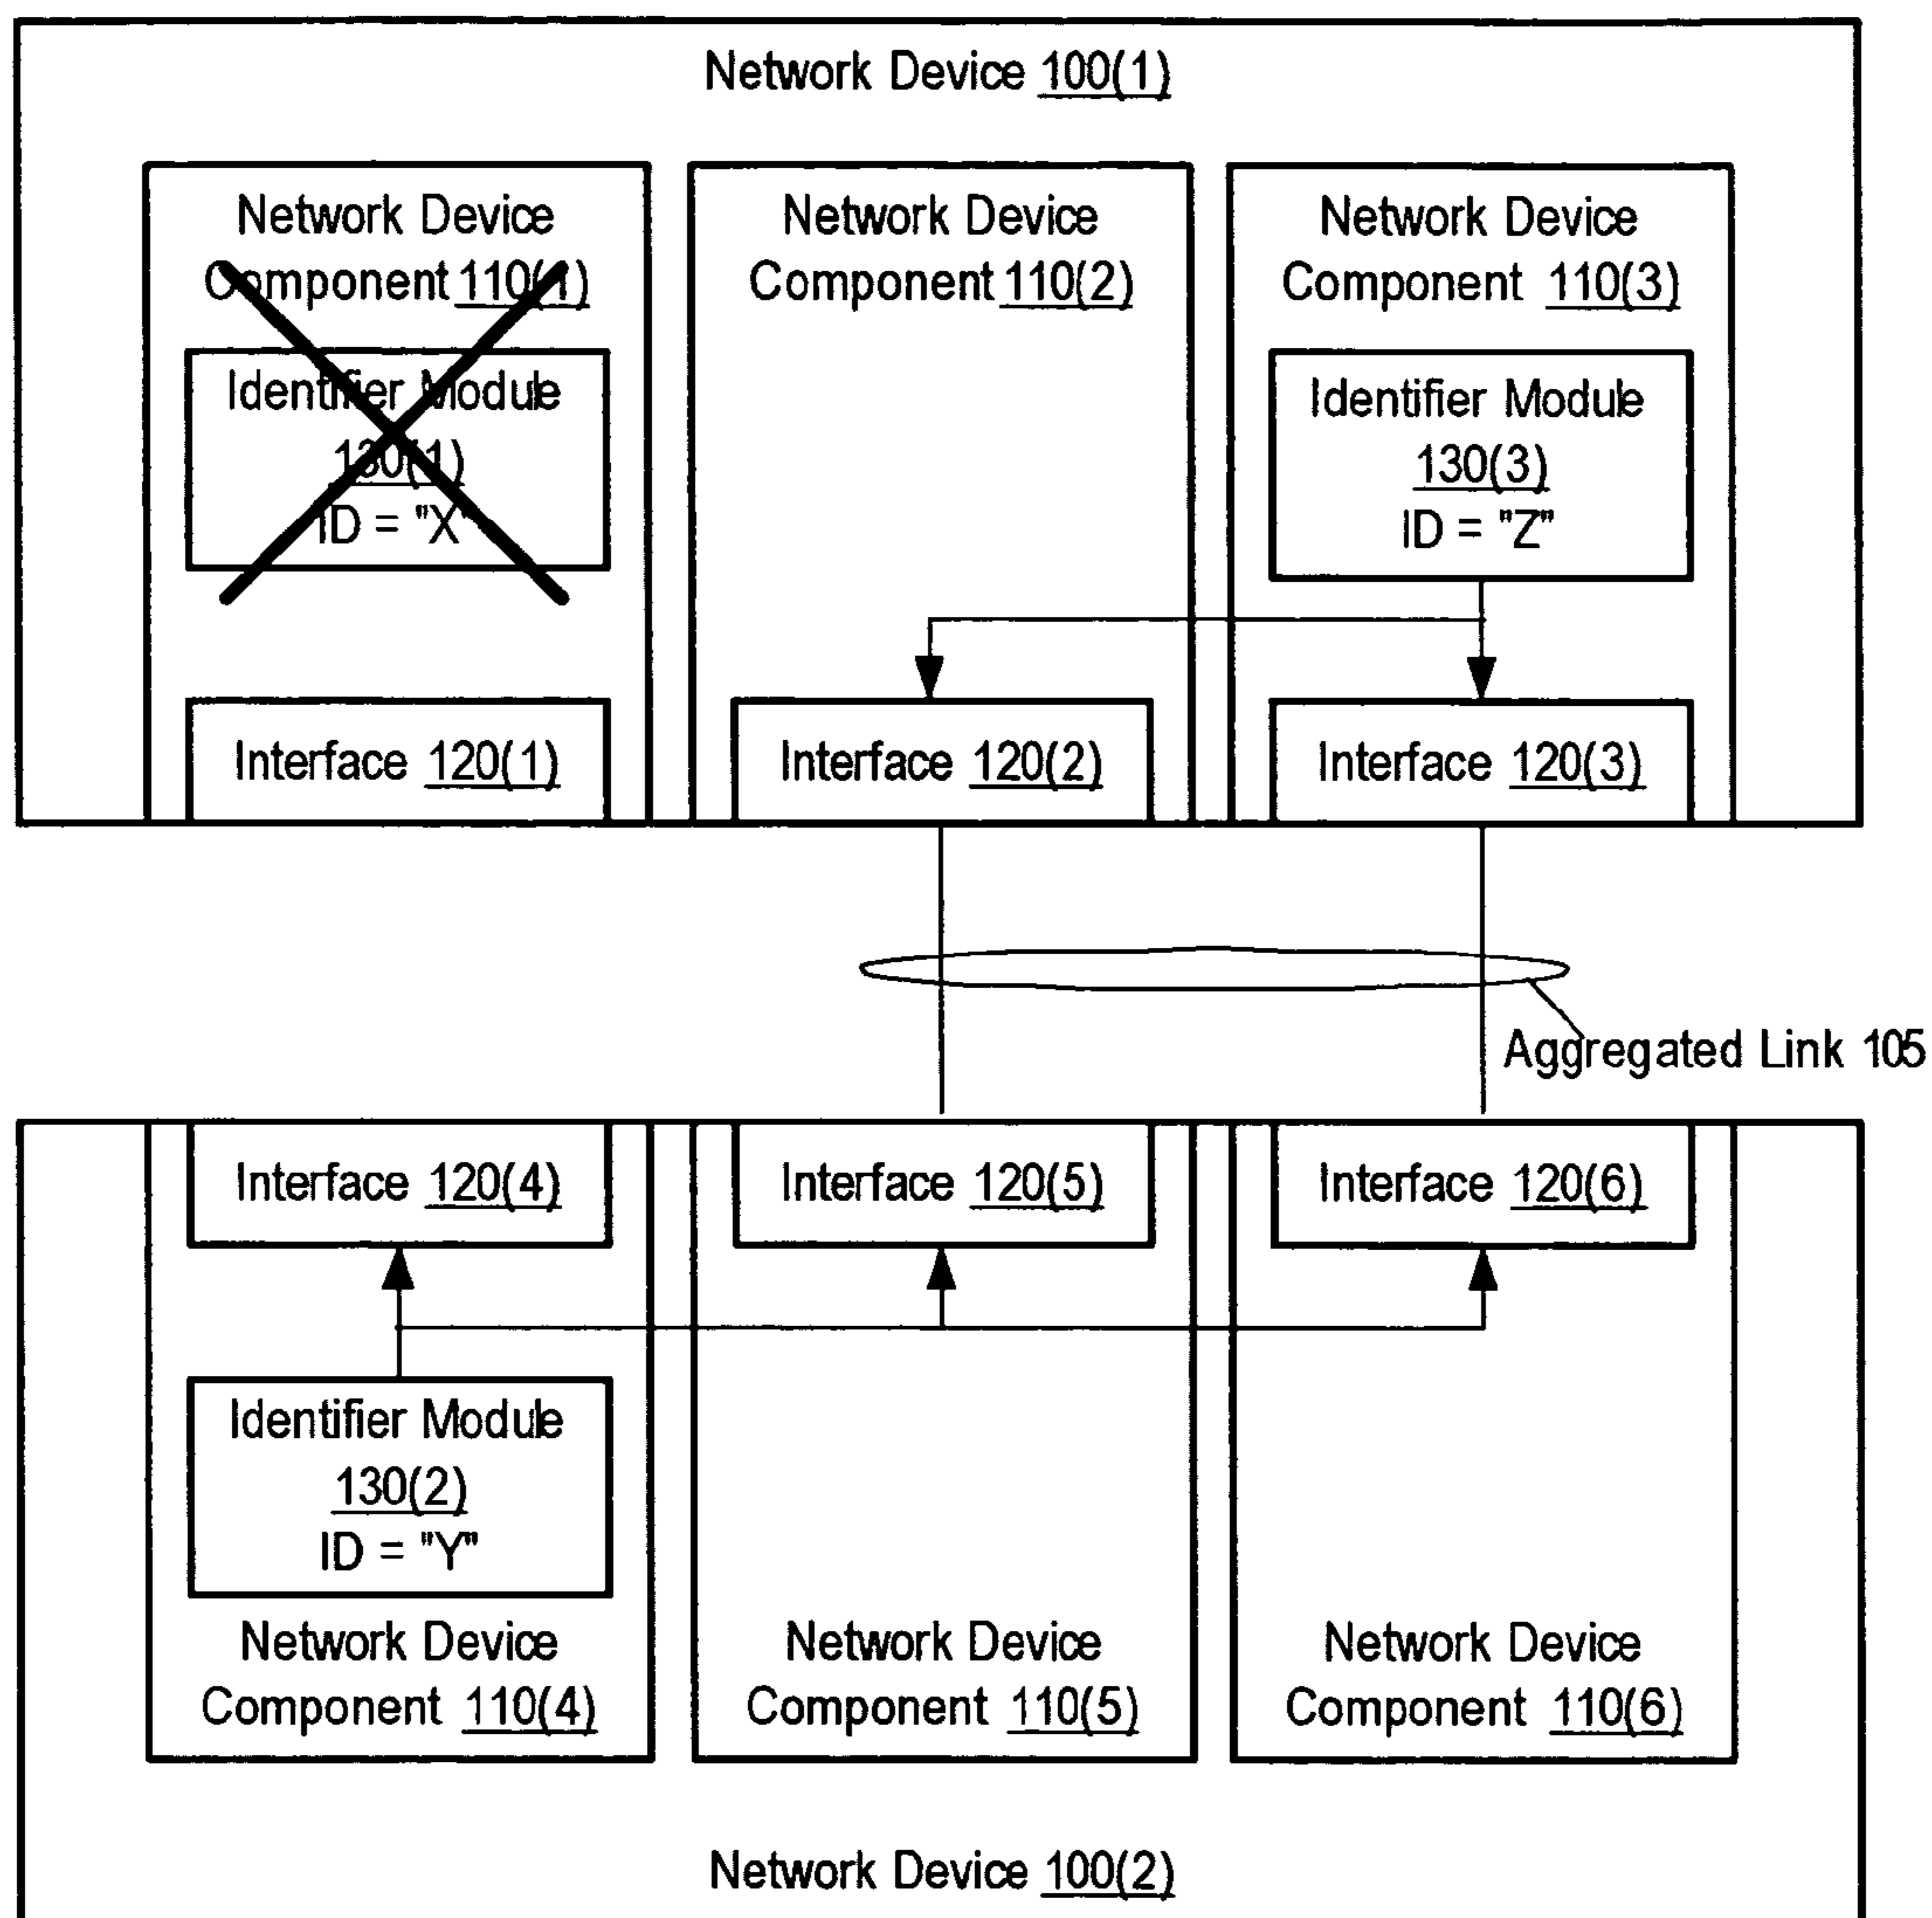 Network Device 100(1)
Network Device
Component 110(1)
Identifier Module
130(1)
ID = "X"
Interface 120(1)
Network Device
Component 110(2)
Interface 120(2)
Network Device
Component 110(3)
Identifier Module
130(3)
ID = "Z"
Interface 120(3)
Aggregated Link 105
Interface 120(4)
Identifier Module
130(2)
ID = "Y"
Network Device
Component 110(4)
Interface 120(5)
Network Device
Component 110(5)
Interface 120(6)
Network Device
Component 110(6)
Network Device 100(2)